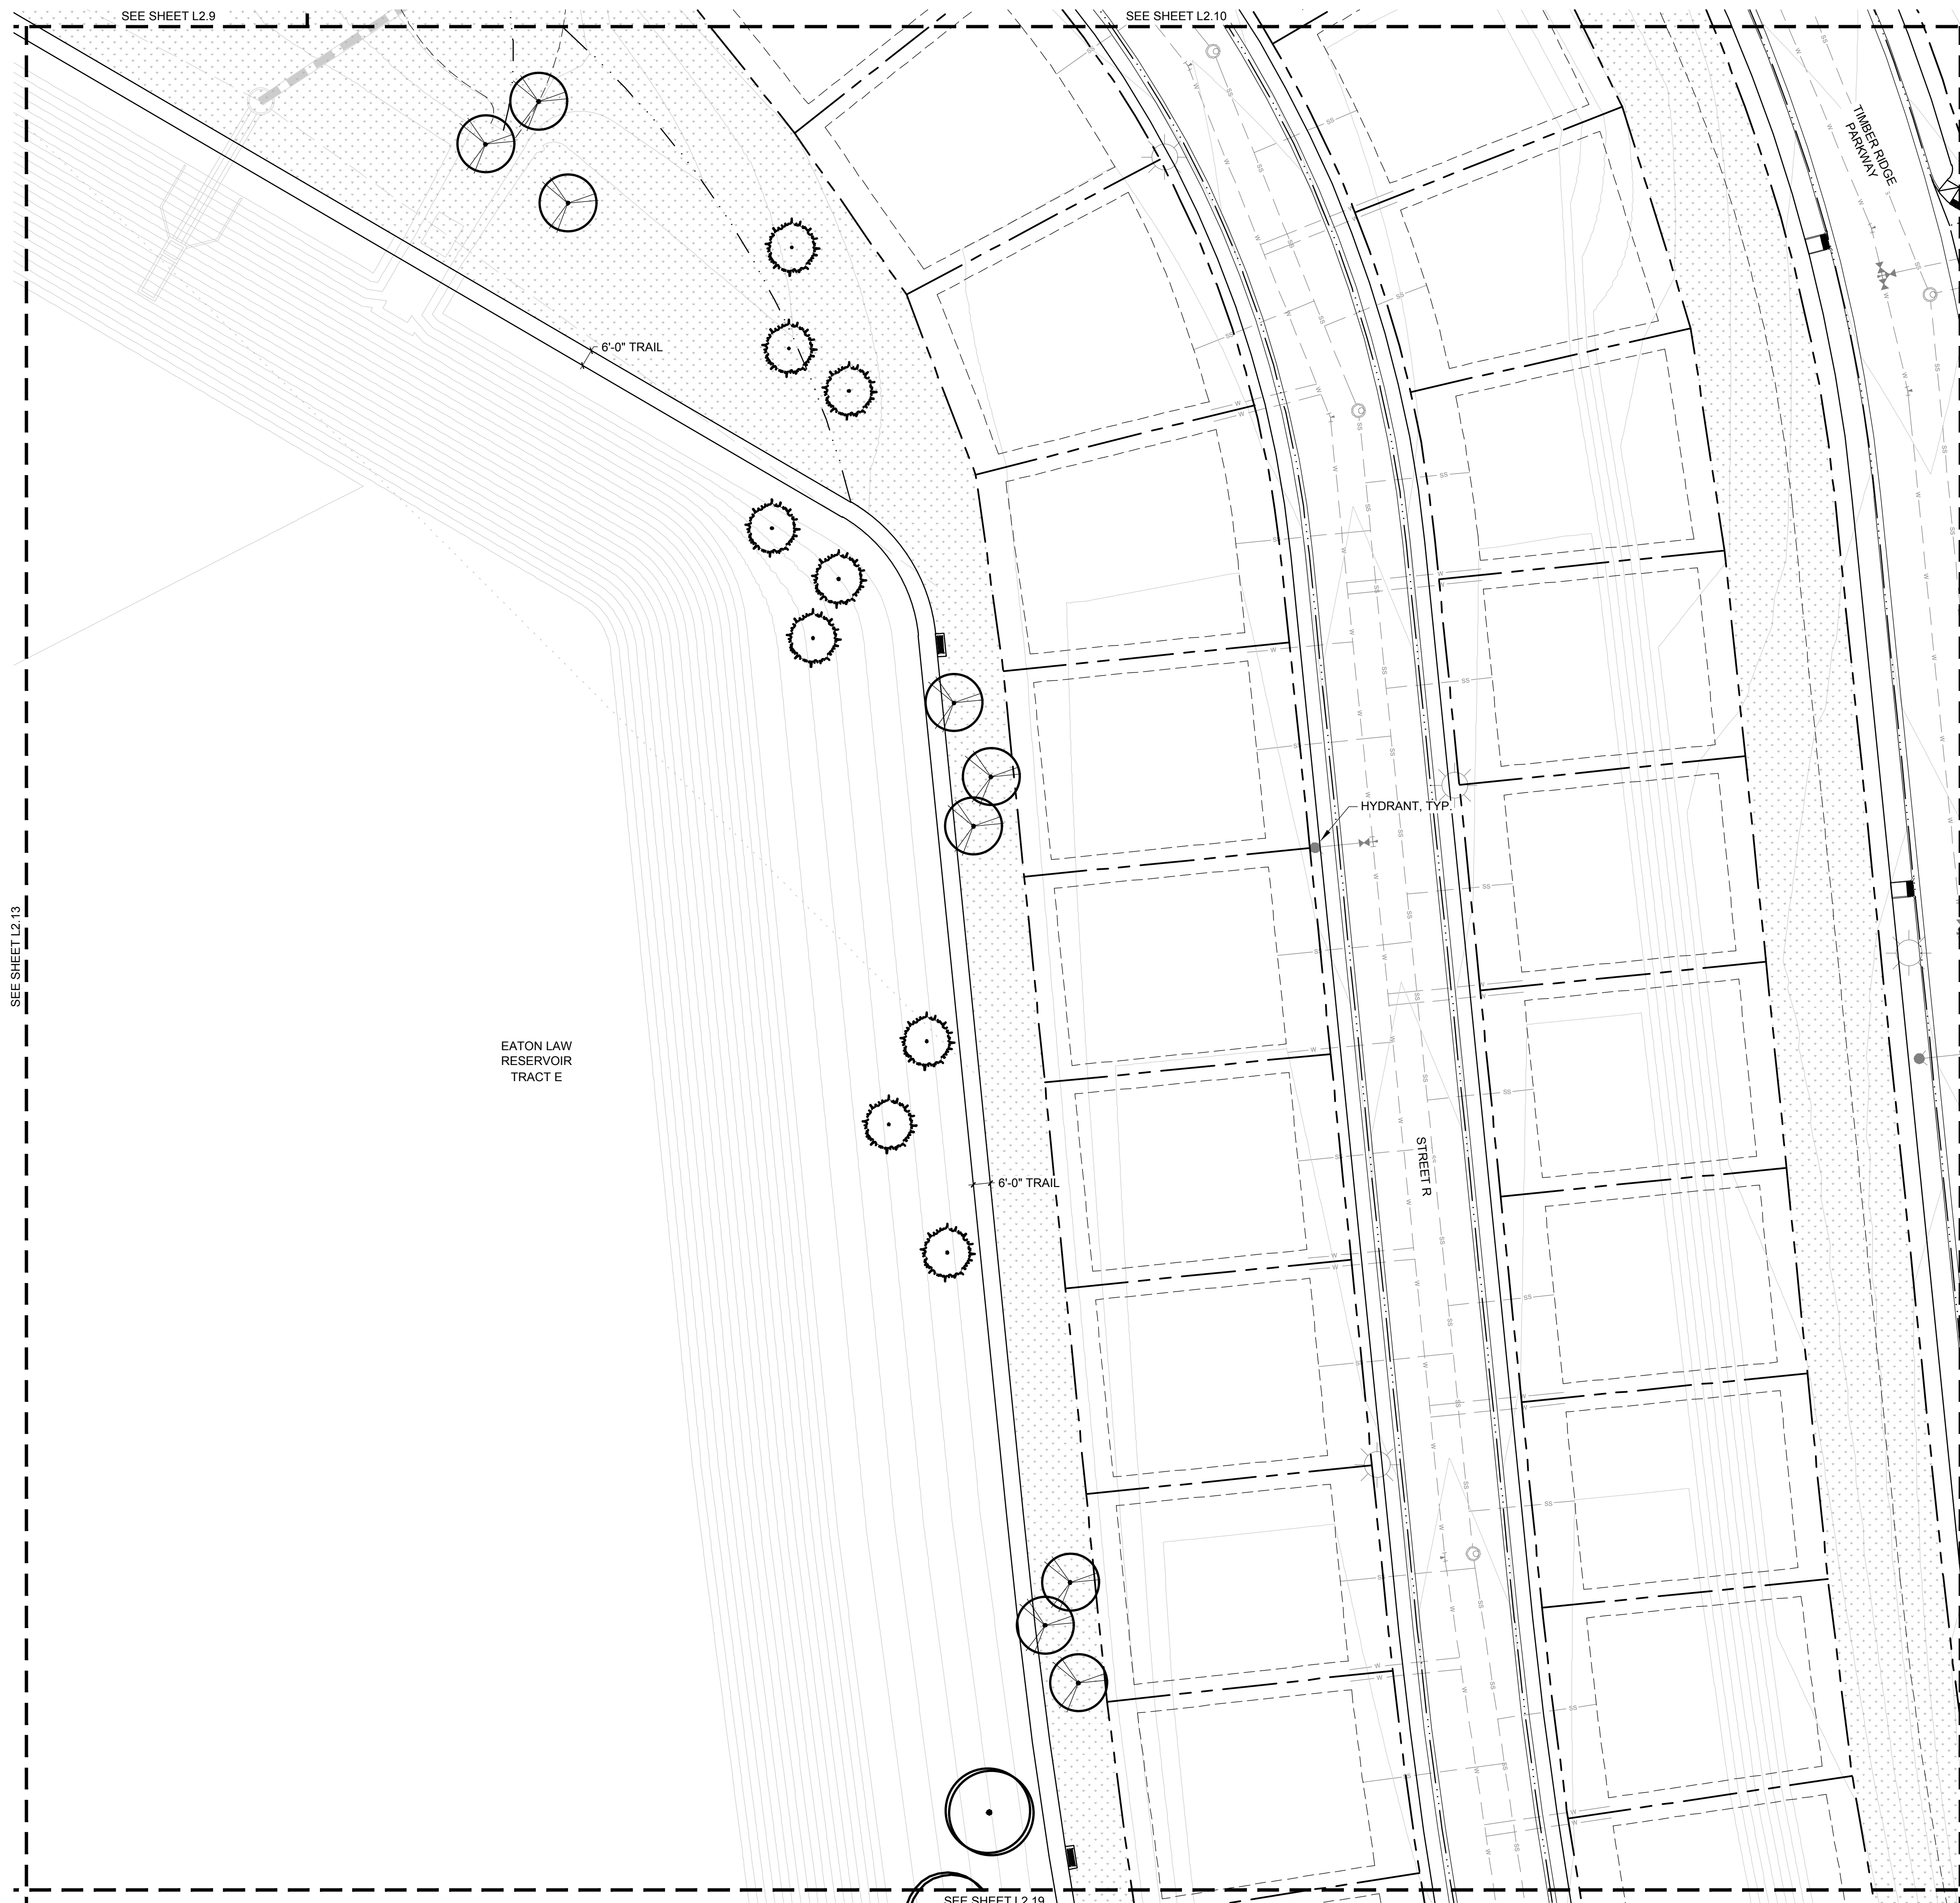 SEE SHEET L2.9
SEE SHEET L2.10
TIMBER RIDGE
PARKWAY
6'-0" TRAIL
HYDRANT, TYP.
SEE SHEET L2.13
EATON LAW
RESERVOIR
TRACT E
STREET R
6'-0" TRAIL
SEE SHEET L2.19